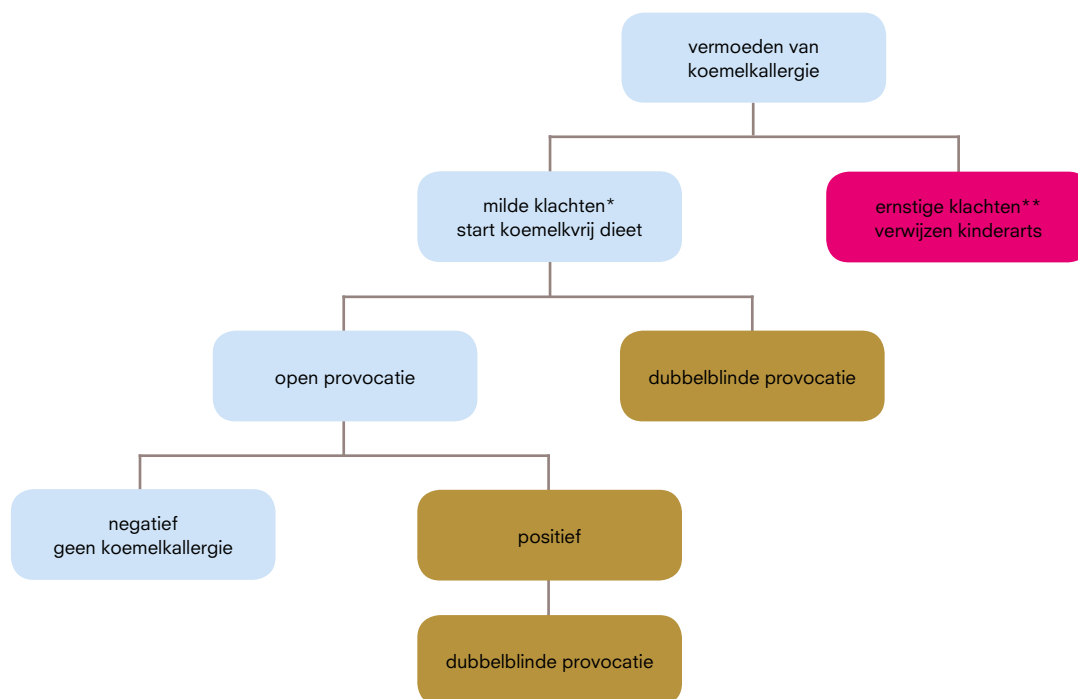 vermoeden van
koemelkallergie
milde klachten*
start koemelkvrij dieet
ernstige klachten**
verwijzen kinderarts
open provocatie
dubbelblinde provocatie
negatief
geen koemelkallergie
positief
dubbelblinde provocatie